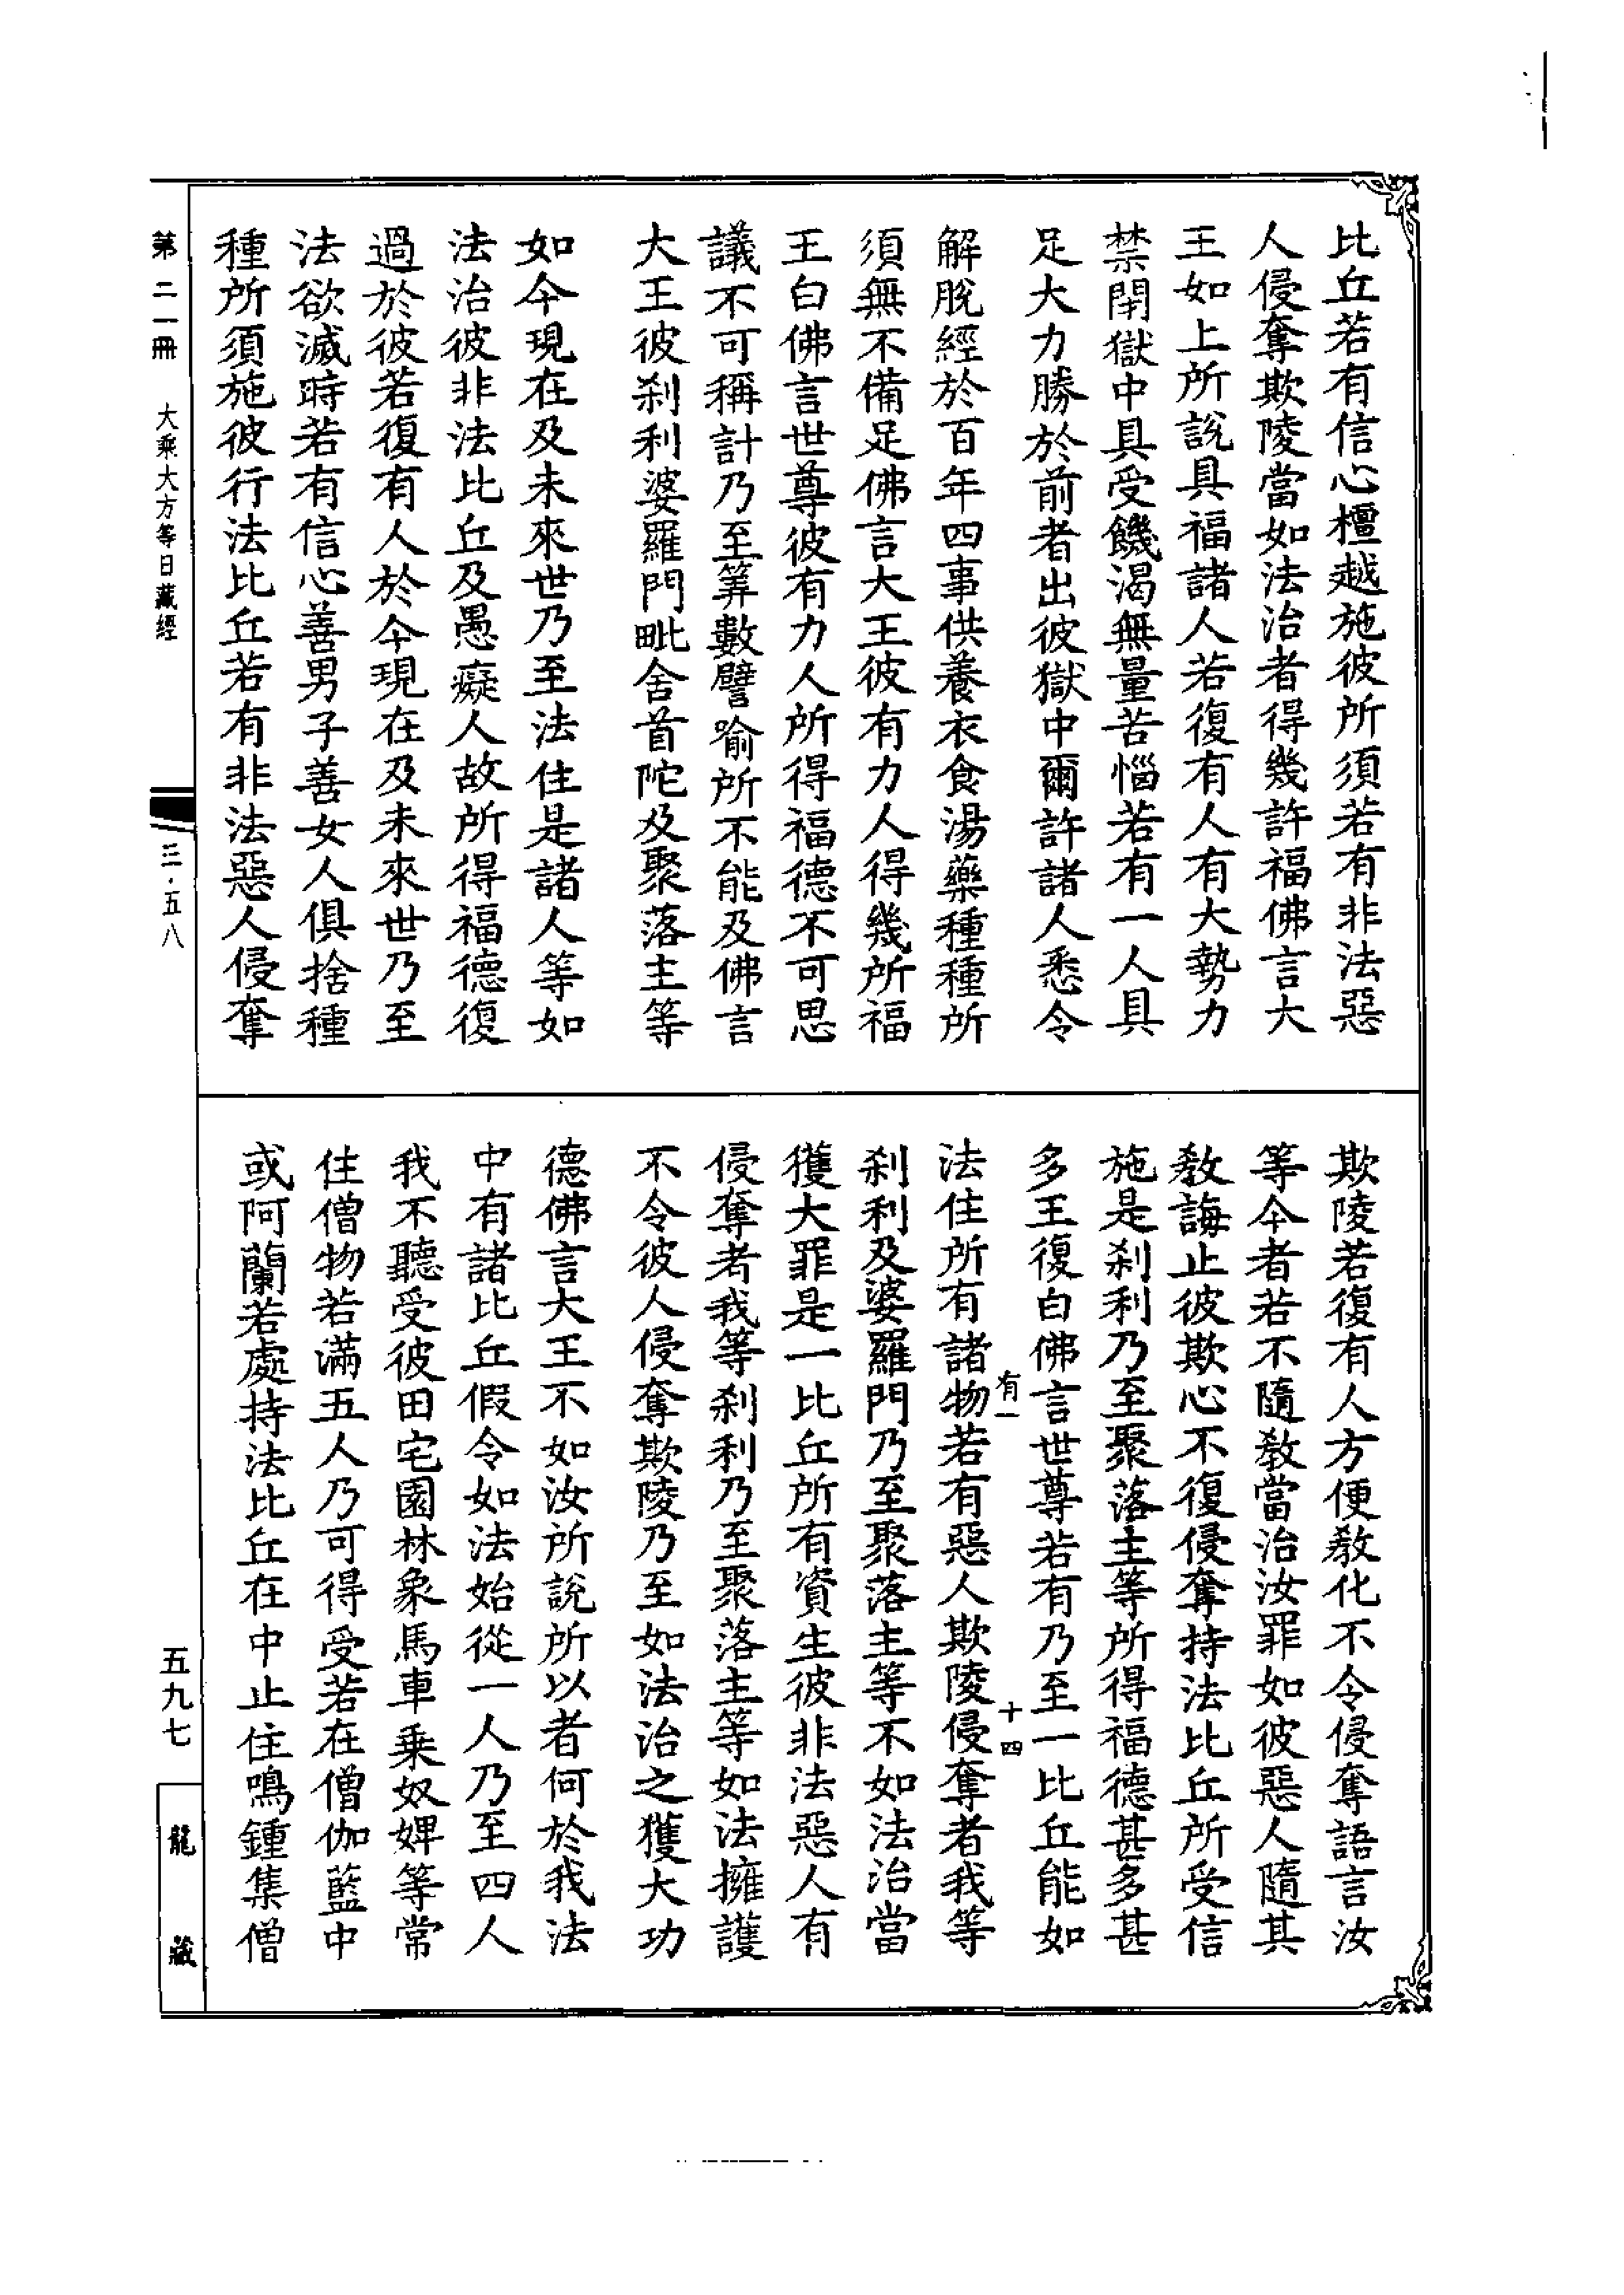 比丘若有信心檀越施彼所須若有非法惡
人侵奪欺陵當如法治者得幾許福佛言大
王如上所說具福諸人若復有人有大勢力
禁閉獄中具受饑渴無量苦惱若有一人具
足大力勝於前者出彼獄中爾許諸人悉令
解脫經於百年四事供養衣食湯藥種種所
須無不備足佛言大王彼有力人得幾所福
王白佛言世尊彼有力人所得福德不可思
議不可稱計乃至筭數譬喻所不能及佛言
大王彼剎利婆羅門毗舍首陀及聚落主等
如今現在及未來世乃至法住是諸人等如
法治彼非法比丘及愚癡人故所得福德復
過於彼若復有人於今現在及未來世乃至
法欲滅時若有信心善男子善女人俱捨種
種所須施彼行法比丘若有非法惡人侵奪
欺陵若復有人方便教化不令侵奪語言汝
等今者若不隨教當治汝罪如彼惡人隨其
教誨止彼欺心不復侵奪持法比丘所受信
施是剎利乃至聚落主等所得福德甚多甚
多王復白佛言世尊若有乃至一比丘能如
有一
十四
法住所有諸物若有惡人欺陵侵奪者我等
剎利及婆羅門乃至聚落主等不如法治當
獲大罪是一比丘所有資生彼非法惡人有
侵奪者我等剎利乃至聚落主等如法擁護
不令彼人侵奪欺陵乃至如法治之獲大功
德佛言大王不如汝所說所以者何於我法
中有諸比丘假令如法始從一人乃至四人
我不聽受彼田宅園林象馬車乘奴婢等常
住僧物若滿五人乃可得受若在僧伽藍中
或阿蘭若處持法比丘在中止住鳴鍾集僧
第二一冊 大乘大方等日藏經
三·五八
五九七
龍藏